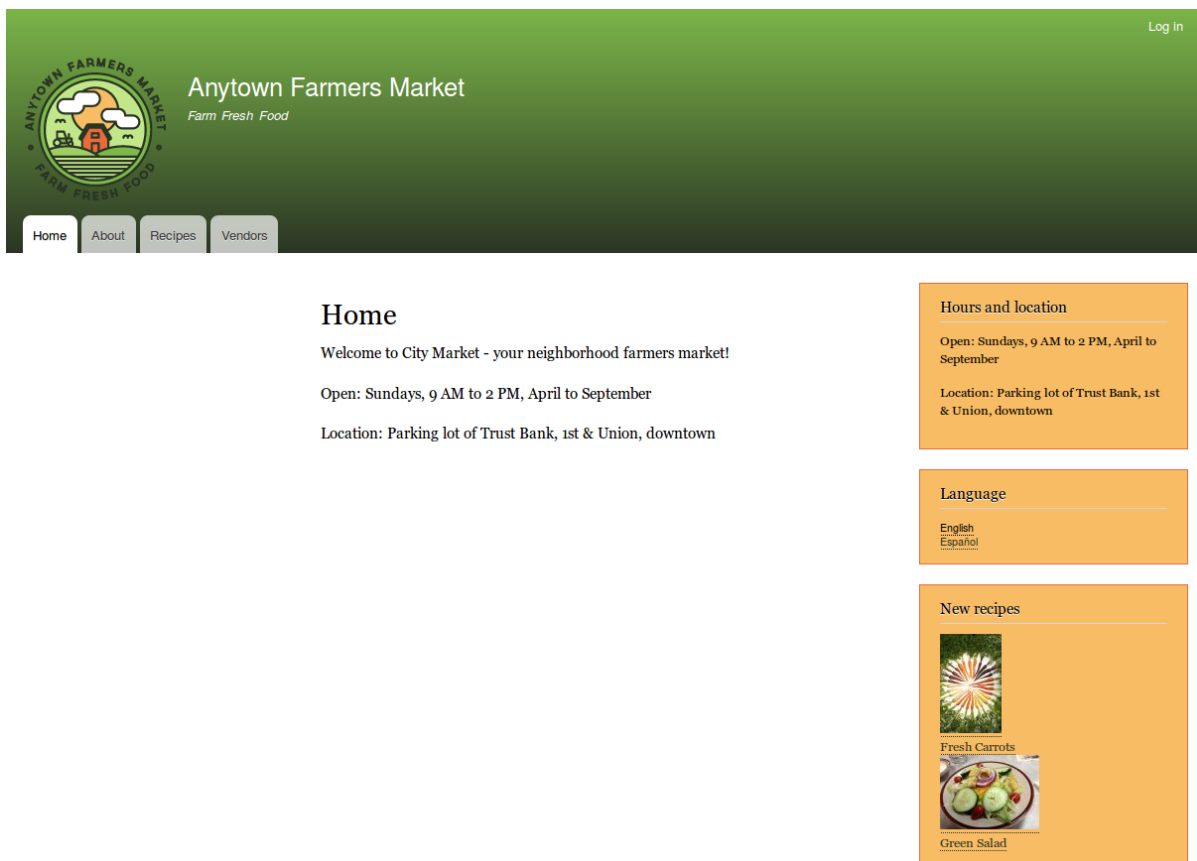 Log in
ANYTOWN FARMERS MARKET
FARM FRESH FOOD
Anytown Farmers Market
Farm Fresh Food
Home
About
Recipes
Vendors
Home
Welcome to City Market - your neighborhood farmers market!
Open: Sundays, 9 AM to 2 PM, April to September
Location: Parking lot of Trust Bank, 1st & Union, downtown
Hours and location
Open: Sundays, 9 AM to 2 PM, April to
September
Location: Parking lot of Trust Bank, 1st
& Union, downtown
Language
English
Español
New recipes
Fresh Carrots
Green Salad